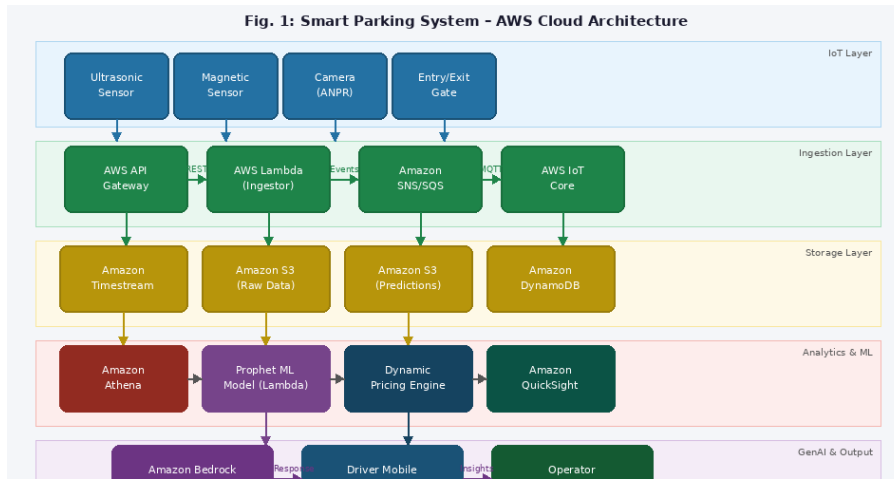 Fig. 1: Smart Parking System – AWS Cloud Architecture
IoT Layer
Ultrasonic
Sensor
Magnetic
Sensor
Camera
(ANPR)
Entry/Exit
Gate
Ingestion Layer
AWS API
Gateway
REST
AWS Lambda
(Ingestor)
Events
Amazon
SNS/SQS
MQTT
AWS IoT
Core
Storage Layer
Amazon
Timestream
Amazon S3
(Raw Data)
Amazon S3
(Predictions)
Amazon
DynamoDB
Analytics & ML
Amazon
Athena
Prophet ML
Model (Lambda)
Dynamic
Pricing Engine
Amazon
QuickSight
GenAI & Output
Amazon Bedrock
Driver Mobile
Operator